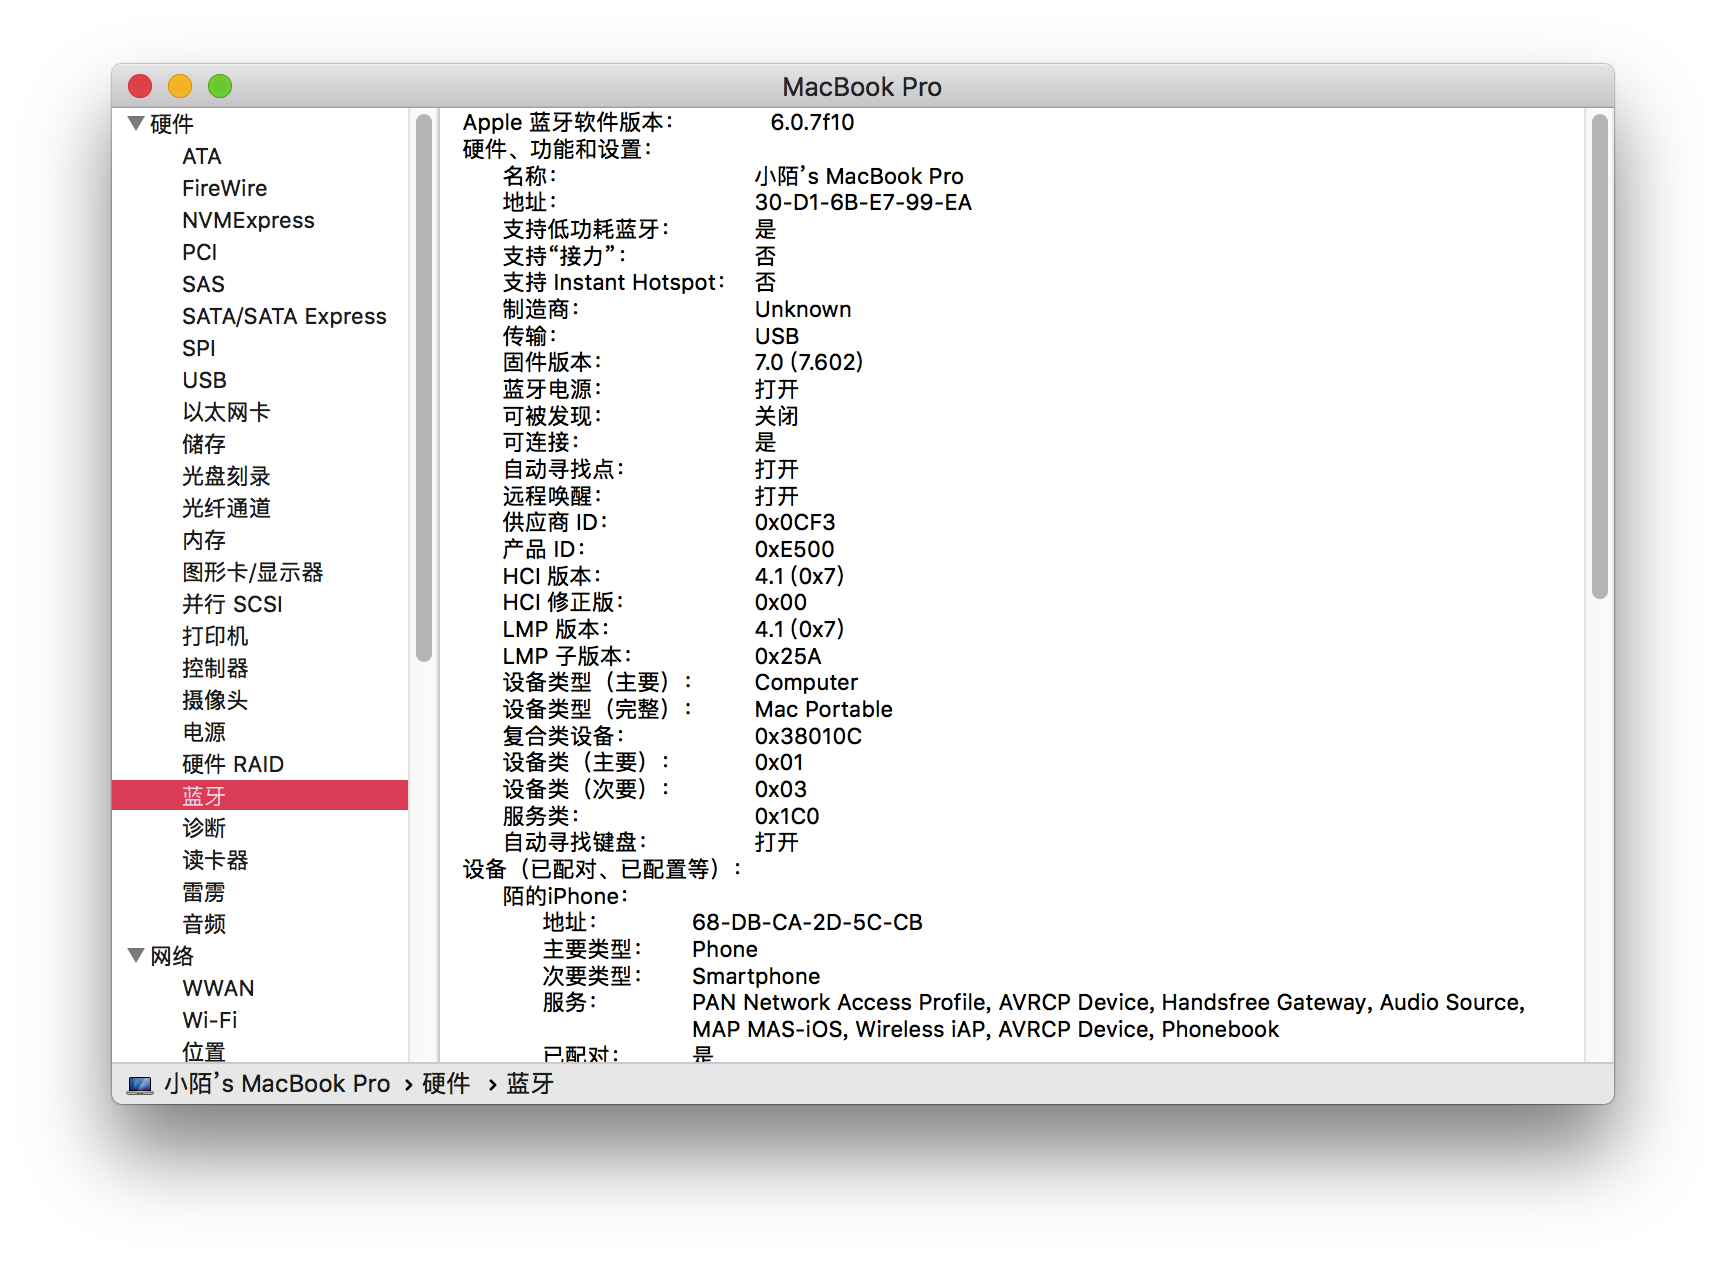 MacBook Pro
硬件
ATA
FireWire
NVMExpress
PCI
SAS
SATA/SATA Express
SPI
USB
以太网卡
储存
光盘刻录
光纤通道
内存
图形卡/显示器
并行 SCSI
打印机
控制器
摄像头
电源
硬件 RAID
蓝牙
诊断
读卡器
雷雳
音频
网络
WWAN
Wi-Fi
位置
Apple 蓝牙软件版本： 6.0.7f10
硬件、功能和设置：
名称： 小陌’s MacBook Pro
地址： 30-D1-6B-E7-99-EA
支持低功耗蓝牙： 是
支持“接力”： 否
支持 Instant Hotspot： 否
制造商： Unknown
传输： USB
固件版本： 7.0 (7.602)
蓝牙电源： 打开
可被发现： 关闭
可连接： 是
自动寻找点： 打开
远程唤醒： 打开
供应商 ID： 0x0CF3
产品 ID： 0xE500
HCI 版本： 4.1 (0x7)
HCI 修正版： 0x00
LMP 版本： 4.1 (0x7)
LMP 子版本： 0x25A
设备类型（主要）： Computer
设备类型（完整）： Mac Portable
复合类设备： 0x38010C
设备类（主要）： 0x01
设备类（次要）： 0x03
服务类： 0x1C0
自动寻找键盘： 打开
设备（已配对、已配置等）：
陌的iPhone：
地址： 68-DB-CA-2D-5C-CB
主要类型： Phone
次要类型： Smartphone
服务： PAN Network Access Profile, AVRCP Device, Handsfree Gateway, Audio Source,
MAP MAS-iOS, Wireless iAP, AVRCP Device, Phonebook
已配对： 是
小陌’s MacBook Pro › 硬件 › 蓝牙